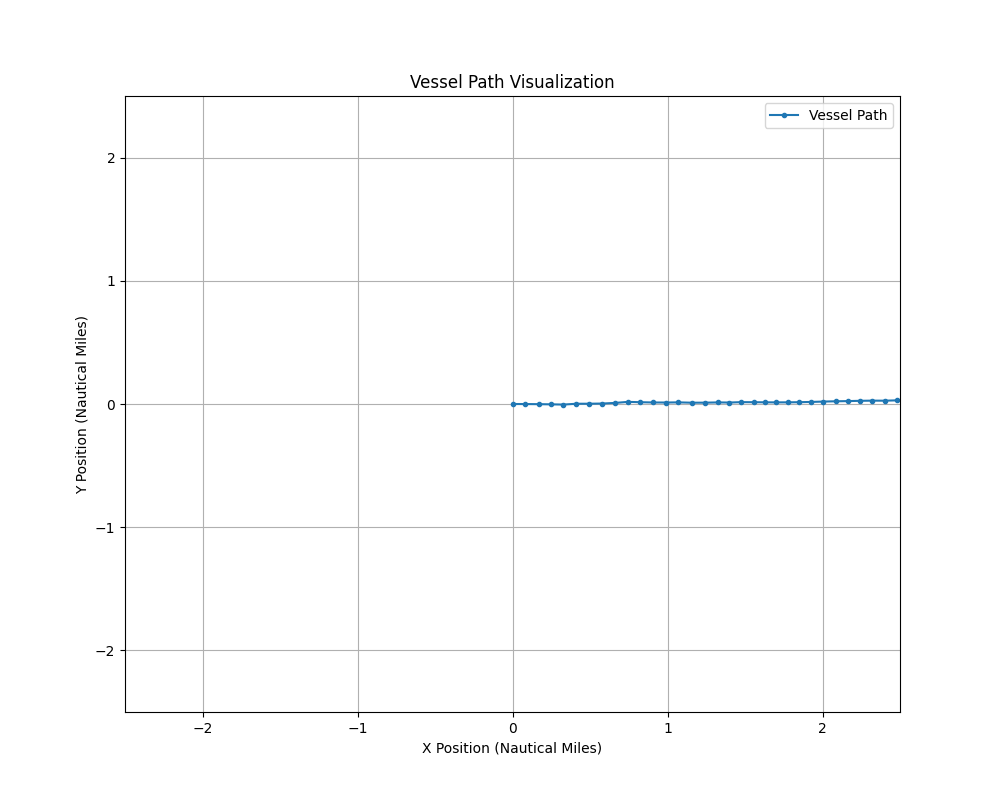 Vessel Path Visualization
Vessel Path
2
1
0
−1
−2
Y Position (Nautical Miles)
−2
−1
0
1
2
X Position (Nautical Miles)